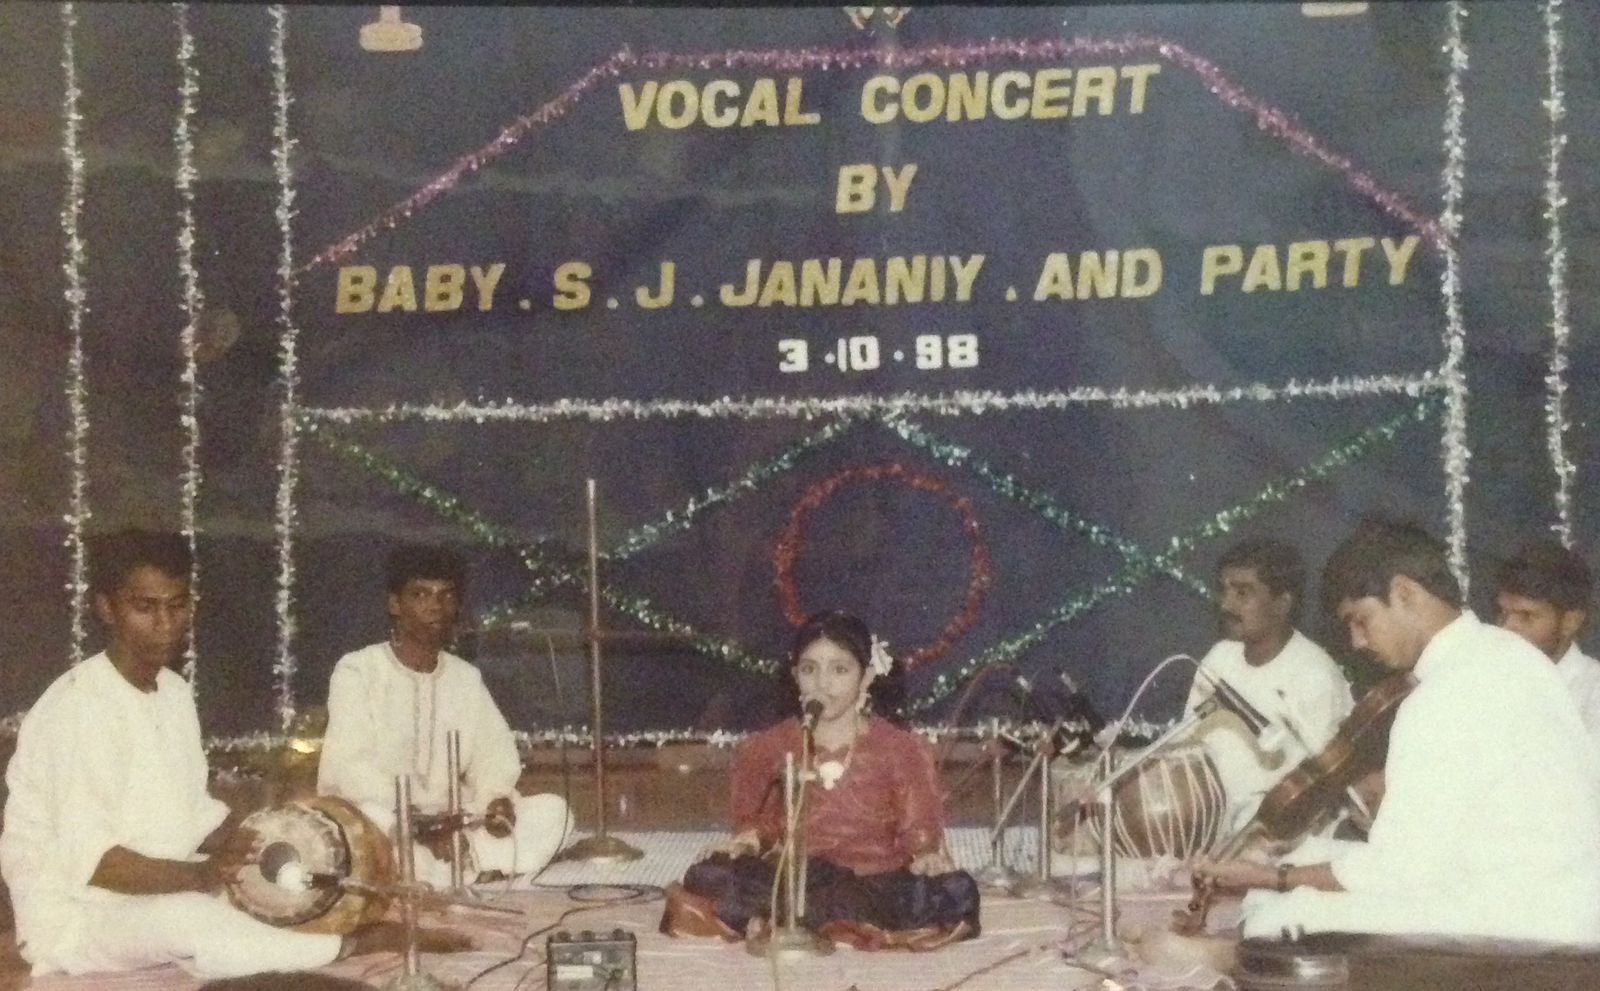 VOCAL CONCERT
BY
BABY. S. J. JANANIY. AND PARTY
3·10·98